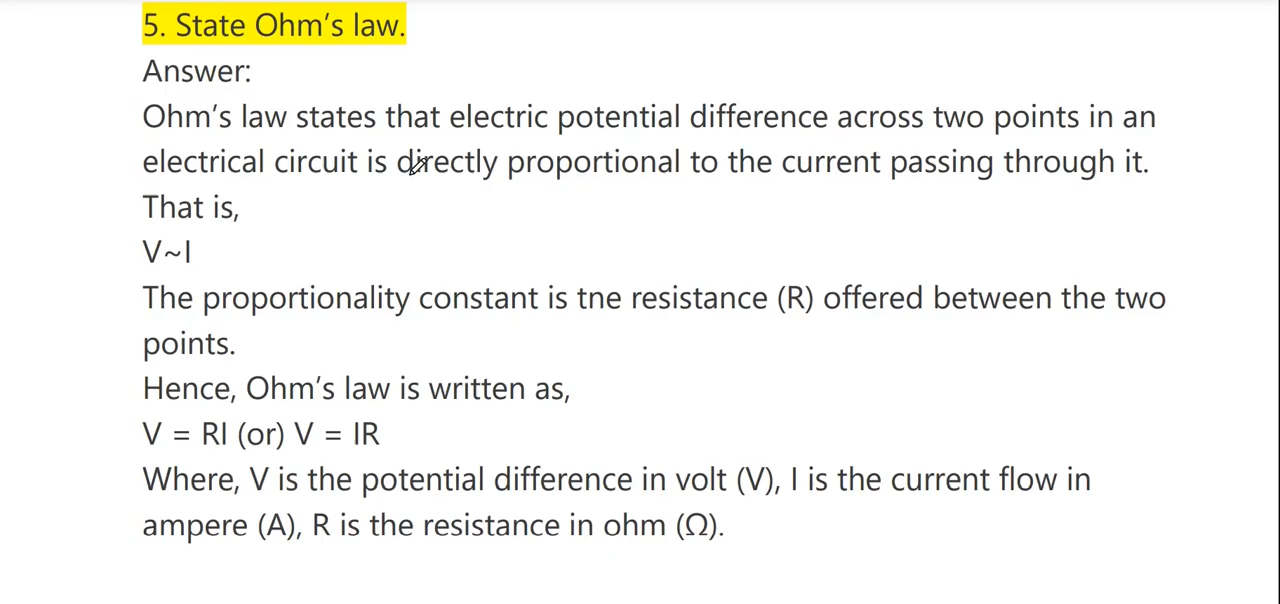 5. State Ohm’s law.
Answer:
Ohm’s law states that electric potential difference across two points in an
electrical circuit is directly proportional to the current passing through it.
That is,
V~I
The proportionality constant is tne resistance (R) offered between the two
points.
Hence, Ohm’s law is written as,
V = RI (or) V = IR
Where, V is the potential difference in volt (V), I is the current flow in
ampere (A), R is the resistance in ohm (Ω).